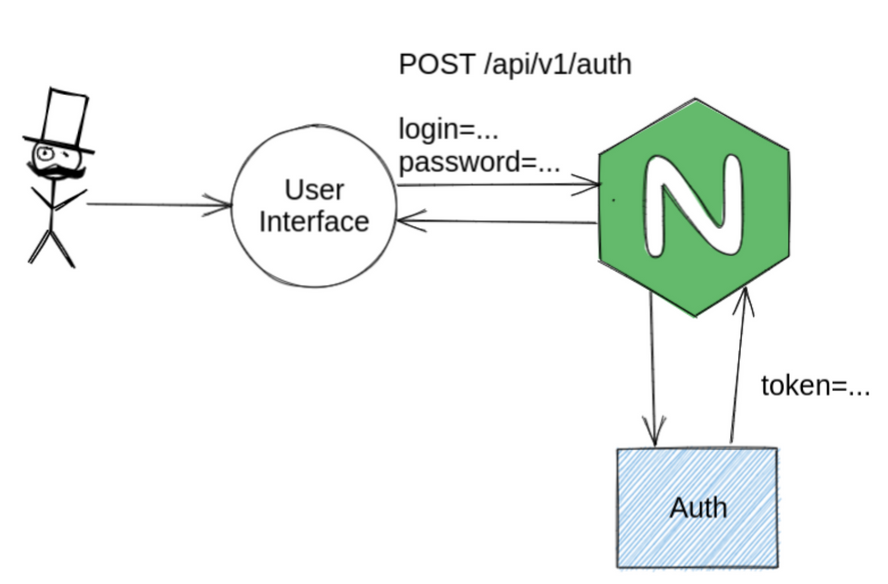 POST /api/v1/auth
login=...
password=...
User
Interface
N
token=...
Auth